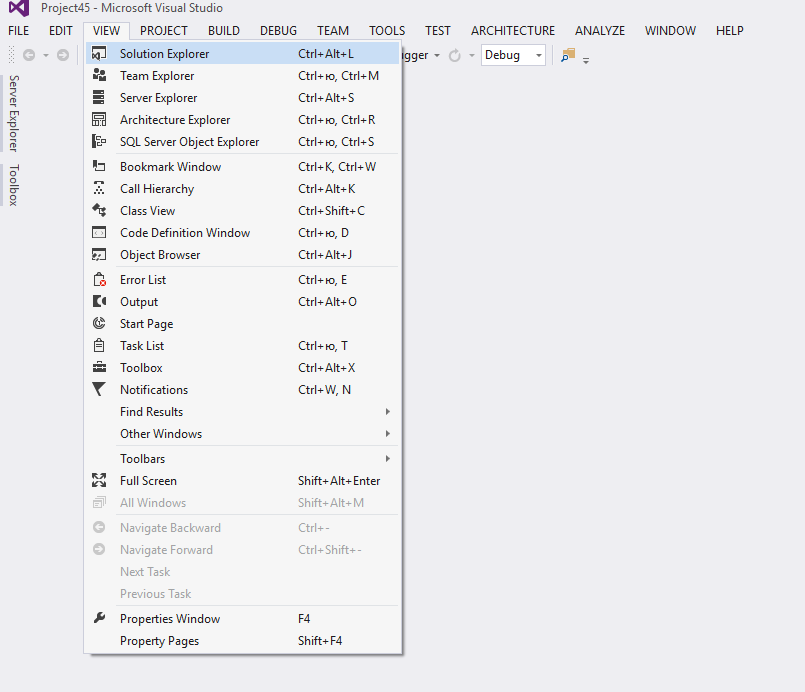 Project45 - Microsoft Visual Studio
FILE EDIT VIEW PROJECT BUILD DEBUG TEAM TOOLS TEST ARCHITECTURE ANALYZE WINDOW HELP
Solution Explorer Ctrl+Alt+L
gger Debug
Team Explorer Ctrl+ю, Ctrl+M
Server Explorer Ctrl+Alt+S
Architecture Explorer Ctrl+ю, Ctrl+R
SQL Server Object Explorer Ctrl+ю, Ctrl+S
Bookmark Window Ctrl+K, Ctrl+W
Call Hierarchy Ctrl+Alt+K
Class View Ctrl+Shift+C
Code Definition Window Ctrl+ю, D
Object Browser Ctrl+Alt+J
Error List Ctrl+ю, E
Output Ctrl+Alt+O
Start Page
Task List Ctrl+ю, T
Toolbox Ctrl+Alt+X
Notifications Ctrl+W, N
Find Results
Other Windows
Toolbars
Full Screen Shift+Alt+Enter
All Windows Shift+Alt+M
Navigate Backward Ctrl+-
Navigate Forward Ctrl+Shift+-
Next Task
Previous Task
Properties Window F4
Property Pages Shift+F4
Server Explorer
Toolbox